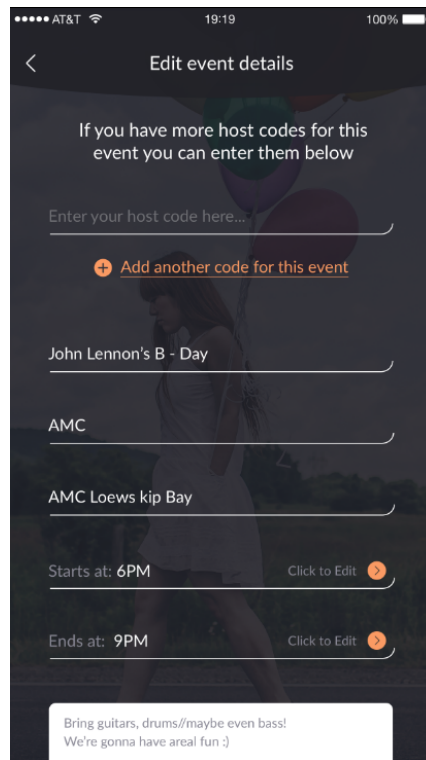 AT&T 19:19 100%
Edit event details
If you have more host codes for this
event you can enter them below
Enter your host code here...
Add another code for this event
John Lennon's B - Day
AMC
AMC Loews kip Bay
Starts at: 6PM Click to Edit
Ends at: 9PM Click to Edit
Bring guitars, drums//maybe even bass!
We're gonna have areal fun :)